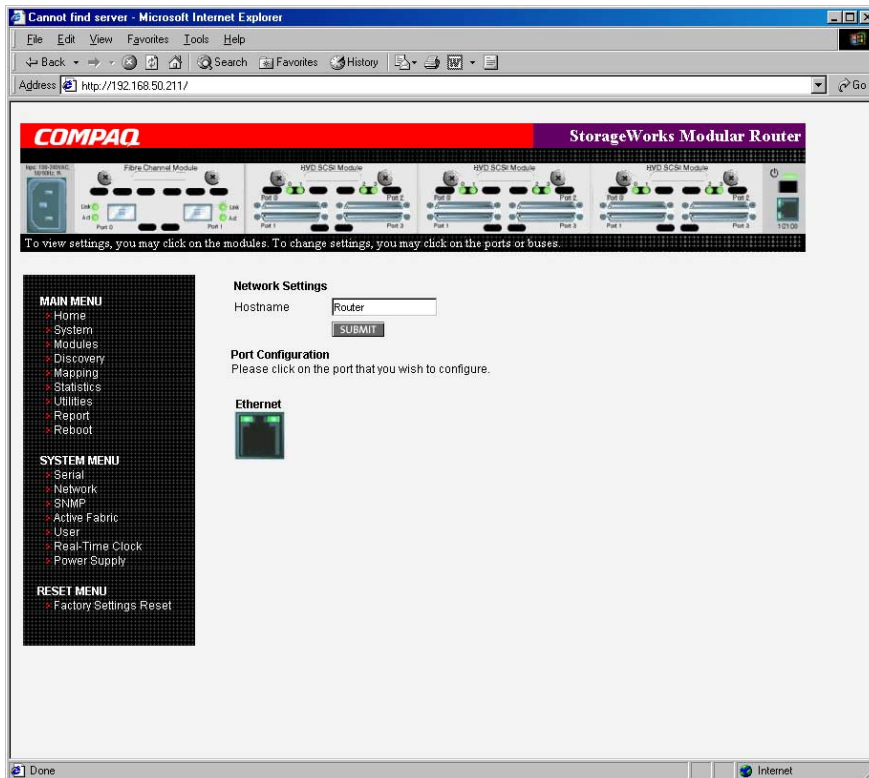 Cannot find server - Microsoft Internet Explorer
File Edit View Favorites Tools Help
Back Search Favorites History
Address http://192.168.50.211/ Go
COMPAQ StorageWorks Modular Router
Fibre Channel Module HVD SCSI Module HVD SCSI Module HVD SCSI Module
Port 0 Port 2 Port 0 Port 2 Port 0 Port 2
Link Link
Act Act
Port 0 Port 1 Port 1 Port 3 Port 1 Port 3 Port 1 Port 3 10/100
To view settings, you may click on the modules. To change settings, you may click on the ports or buses.
MAIN MENU
Home
System
Modules
Discovery
Mapping
Statistics
Utilities
Report
Reboot
SYSTEM MENU
Serial
Network
SNMP
Active Fabric
User
Real-Time Clock
Power Supply
RESET MENU
Factory Settings Reset
Network Settings
Hostname Router
SUBMIT
Port Configuration
Please click on the port that you wish to configure.
Ethernet
Done Internet